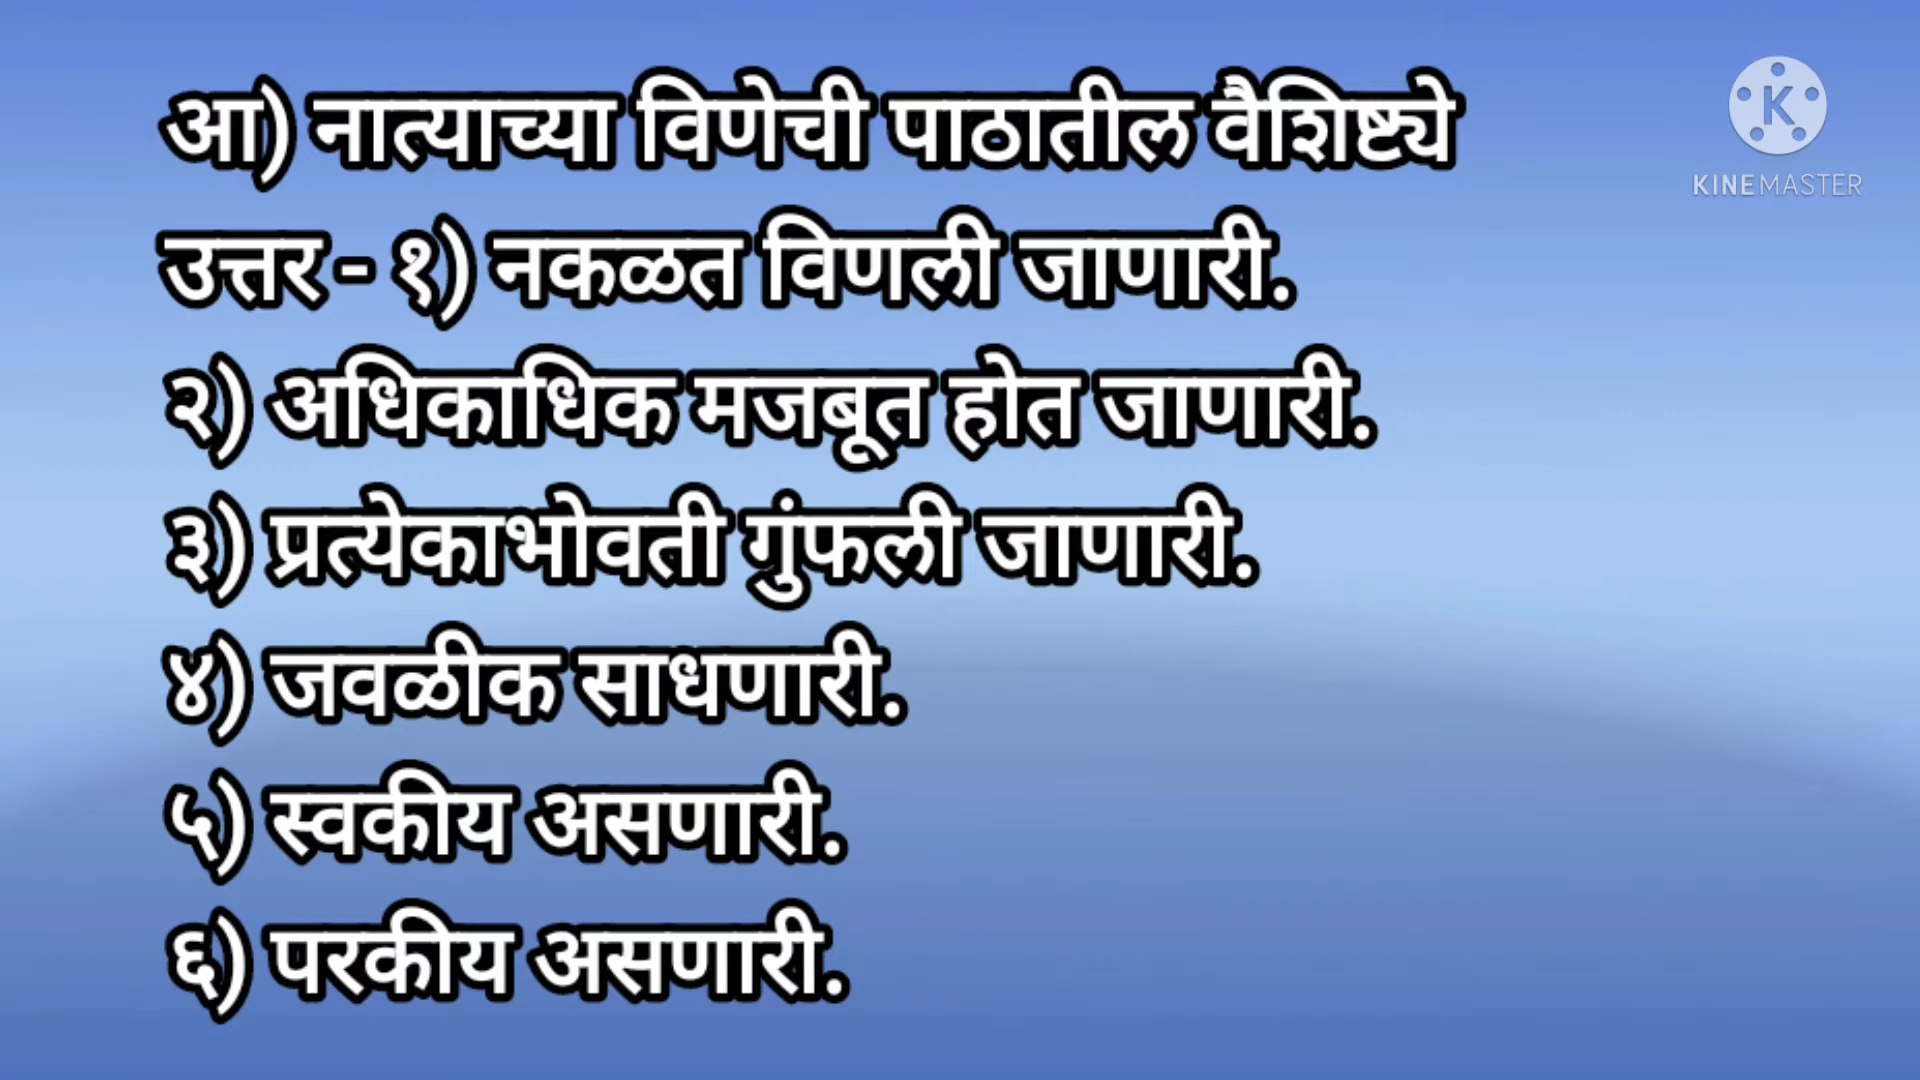 आ) नात्याच्या विणेची पाठातील वैशिष्ट्ये
उत्तर - १) नकळत विणली जाणारी.
२) अधिकाधिक मजबूत होत जाणारी.
३) प्रत्येकाभोवती गुंफली जाणारी.
४) जवळीक साधणारी.
५) स्वकीय असणारी.
६) परकीय असणारी.
K
KINEMASTER